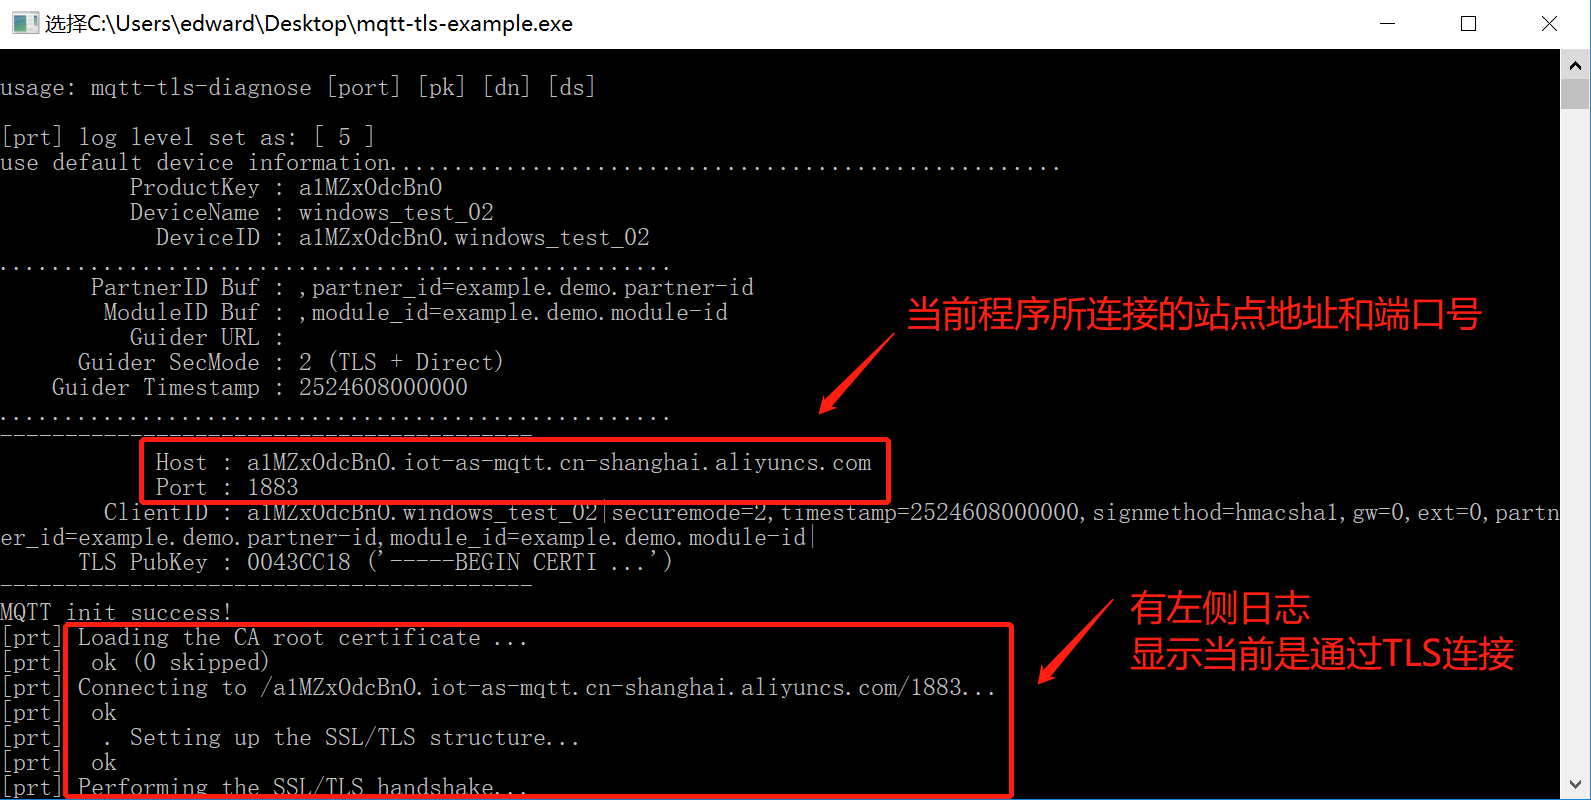 选择C:\Users\edward\Desktop\mqtt-tls-example.exe
usage: mqtt-tls-diagnose [port] [pk] [dn] [ds]
[prt] log level set as: [ 5 ]
use default device information....................................................
ProductKey : a1MZxOdcBnO
DeviceName : windows_test_02
DeviceID : a1MZxOdcBnO.windows_test_02
....................................................
PartnerID Buf : ,partner_id=example.demo.partner-id
ModuleID Buf : ,module_id=example.demo.module-id
当前程序所连接的站点地址和端口号
Guider URL :
Guider SecMode : 2 (TLS + Direct)
Guider Timestamp : 2524608000000
....................................................
-----------------------------------------
Host : a1MZxOdcBnO.iot-as-mqtt.cn-shanghai.aliyuncs.com
Port : 1883
ClientID : a1MZxOdcBnO.windows_test_02|securemode=2,timestamp=2524608000000,signmethod=hmacsha1,gw=0,ext=0,partn
er_id=example.demo.partner-id,module_id=example.demo.module-id|
TLS PubKey : 0043CC18 ('-----BEGIN CERTI ...')
-----------------------------------------
MQTT init success!
有左侧日志
显示当前是通过TLS连接
[prt] Loading the CA root certificate ...
[prt] ok (0 skipped)
[prt] Connecting to /a1MZxOdcBnO.iot-as-mqtt.cn-shanghai.aliyuncs.com/1883...
[prt] ok
[prt] . Setting up the SSL/TLS structure...
[prt] ok
[prt] Performing the SSL/TLS handshake...